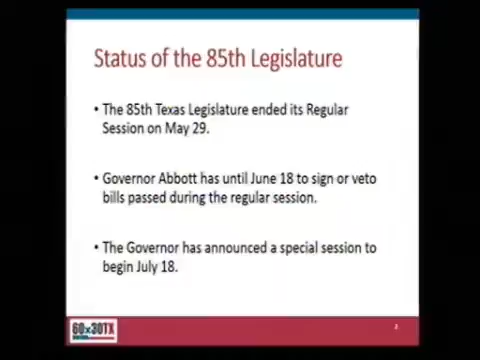 Status of the 85th Legislature
• The 85th Texas Legislature ended its Regular
Session on May 29.
• Governor Abbott has until June 18 to sign or veto
bills passed during the regular session.
• The Governor has announced a special session to
begin July 18.
60x30TX
2